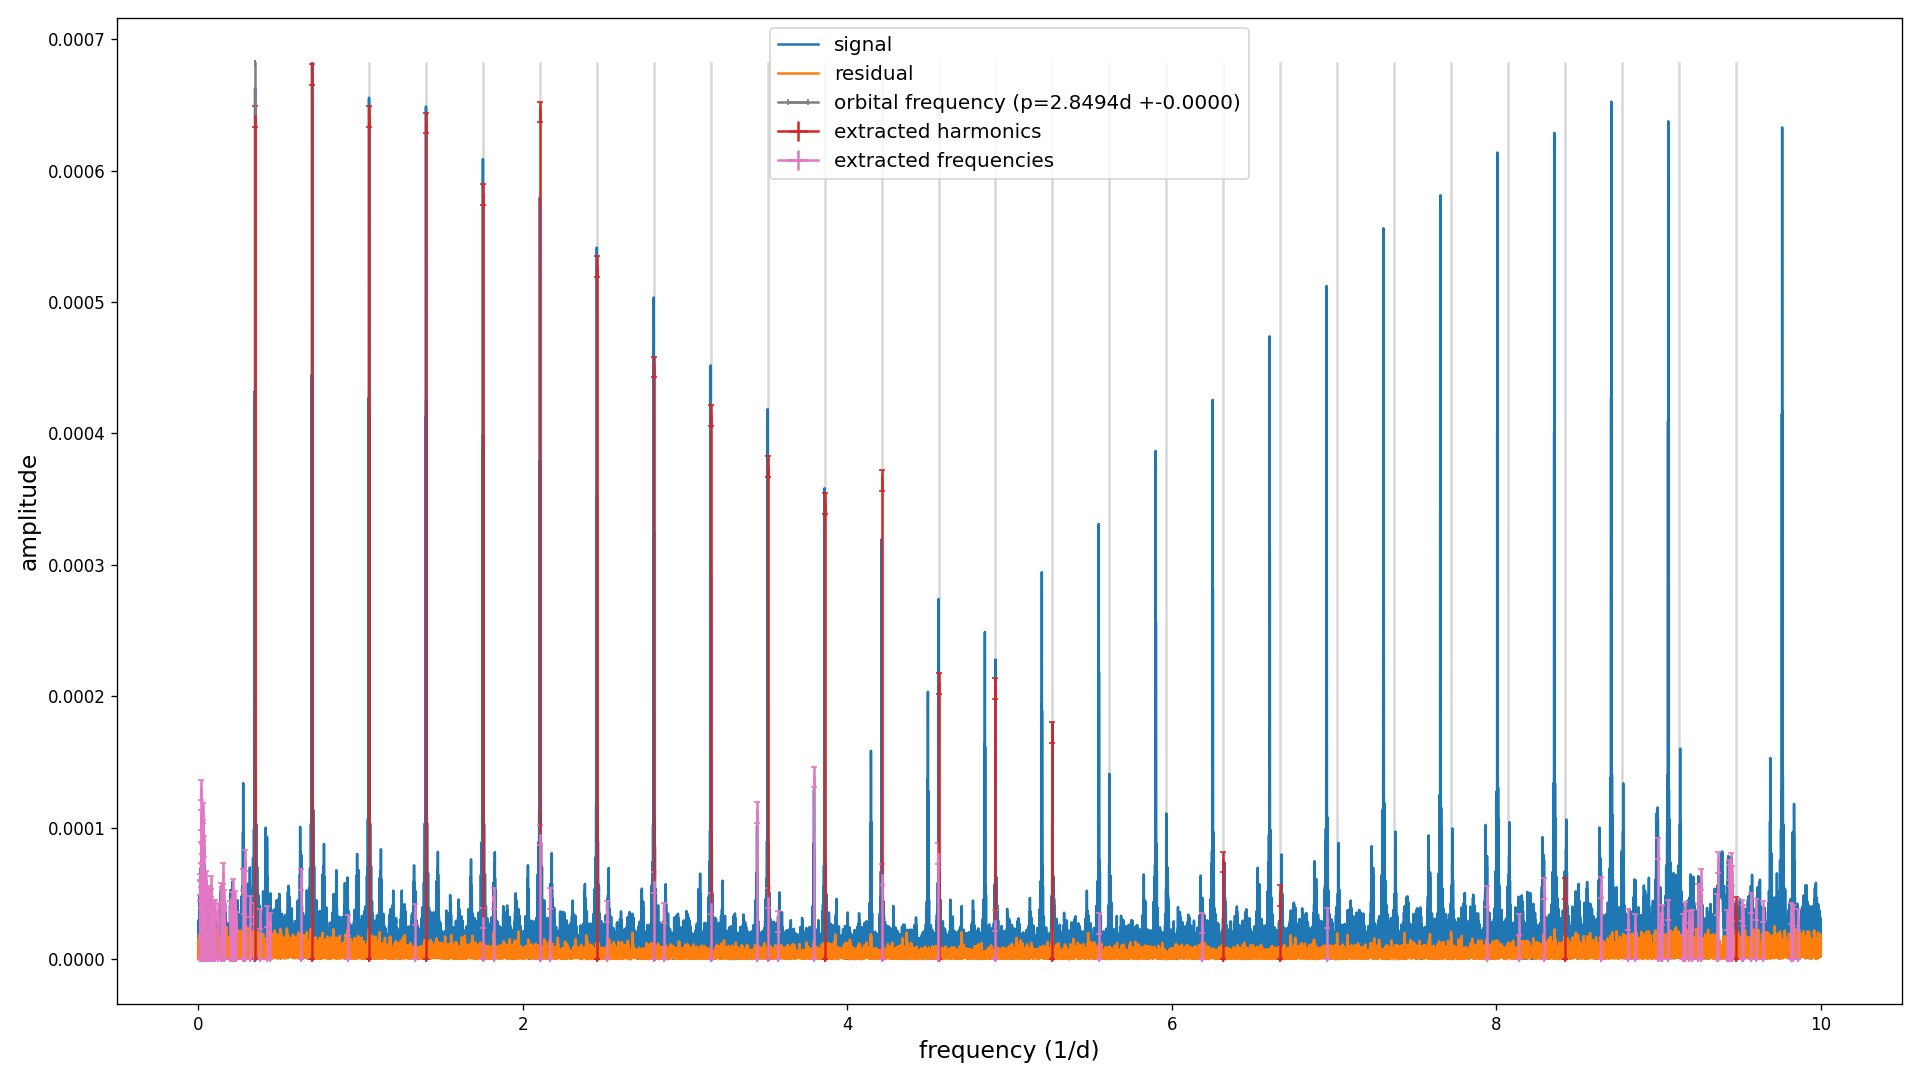 0.0007
0.0006
0.0005
0.0004
0.0003
0.0002
0.0001
0.0000
amplitude
signal
residual
orbital frequency (p=2.8494d +-0.0000)
extracted harmonics
extracted frequencies
0 2 4 6 8 10
frequency (1/d)